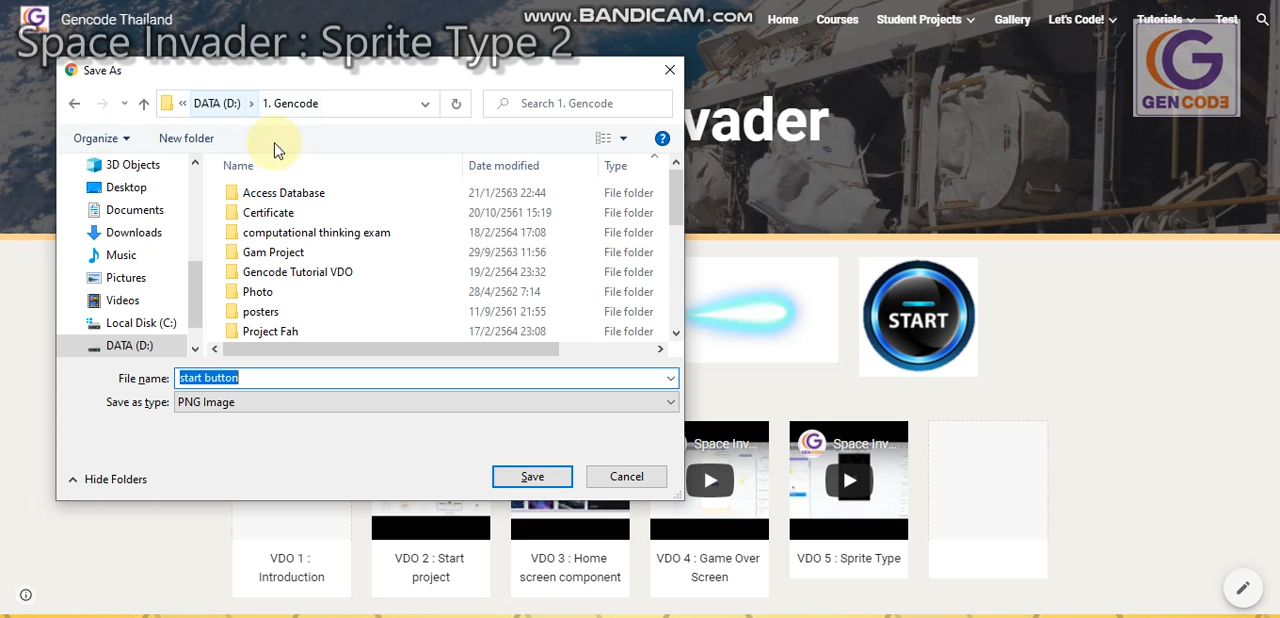 www.BANDICAM.com
Gencode Thailand
Home Courses Student Projects Gallery Let's Code! Tutorials Test
Space Invader : Sprite Type 2
GENCODE
vader
Save As
« DATA (D:) › 1. Gencode
Search 1. Gencode
Organize New folder
Name Date modified Type
3D Objects
Desktop
Documents
Downloads
Music
Pictures
Videos
Local Disk (C:)
DATA (D:)
Access Database 21/1/2563 22:44 File folder
Certificate 20/10/2561 15:19 File folder
computational thinking exam 18/2/2564 17:08 File folder
Gam Project 29/9/2563 11:56 File folder
Gencode Tutorial VDO 19/2/2564 23:32 File folder
Photo 28/4/2562 7:14 File folder
posters 11/9/2561 21:55 File folder
Project Fah 17/2/2564 23:08 File folder
File name: start button
Save as type: PNG Image
Hide Folders
Save Cancel
START
Space Inv...
Space Inv...
VDO 1 :
Introduction
VDO 2 : Start
project
VDO 3 : Home
screen component
VDO 4 : Game Over
Screen
VDO 5 : Sprite Type